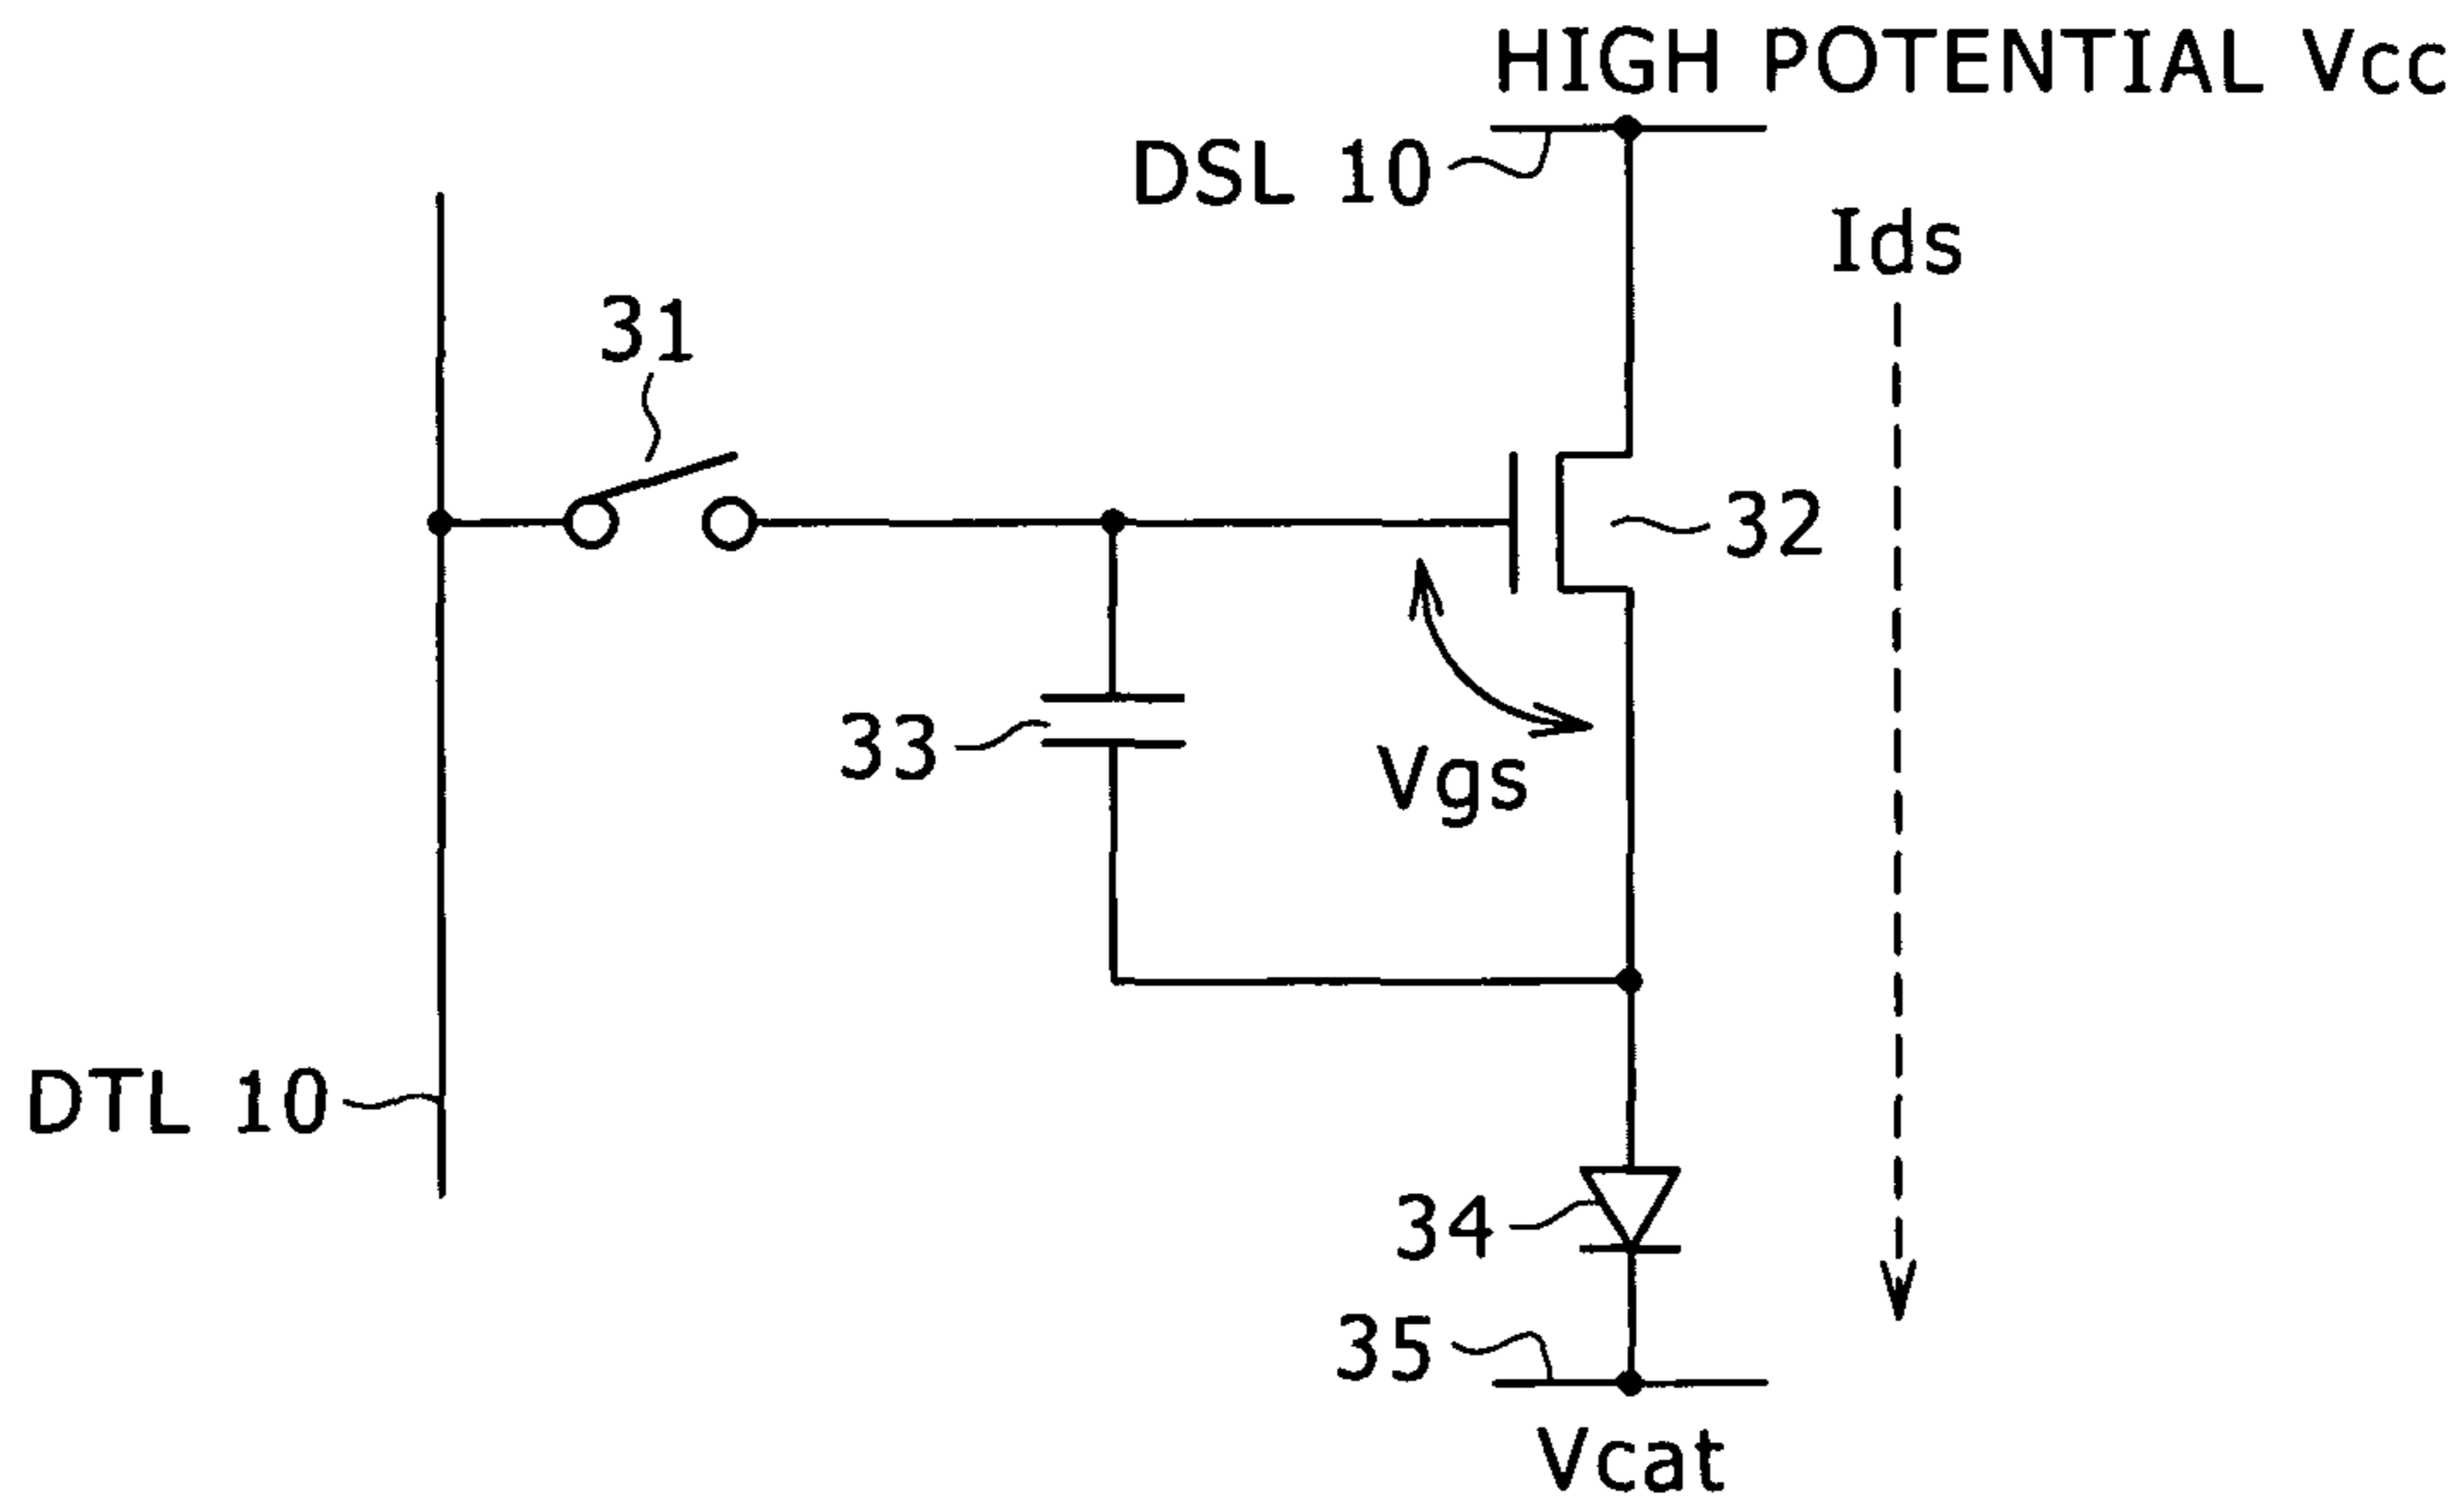 HIGH POTENTIAL Vcc
DSL 10
Ids
31
32
33
Vgs
DTL 10
34
35
Vcat